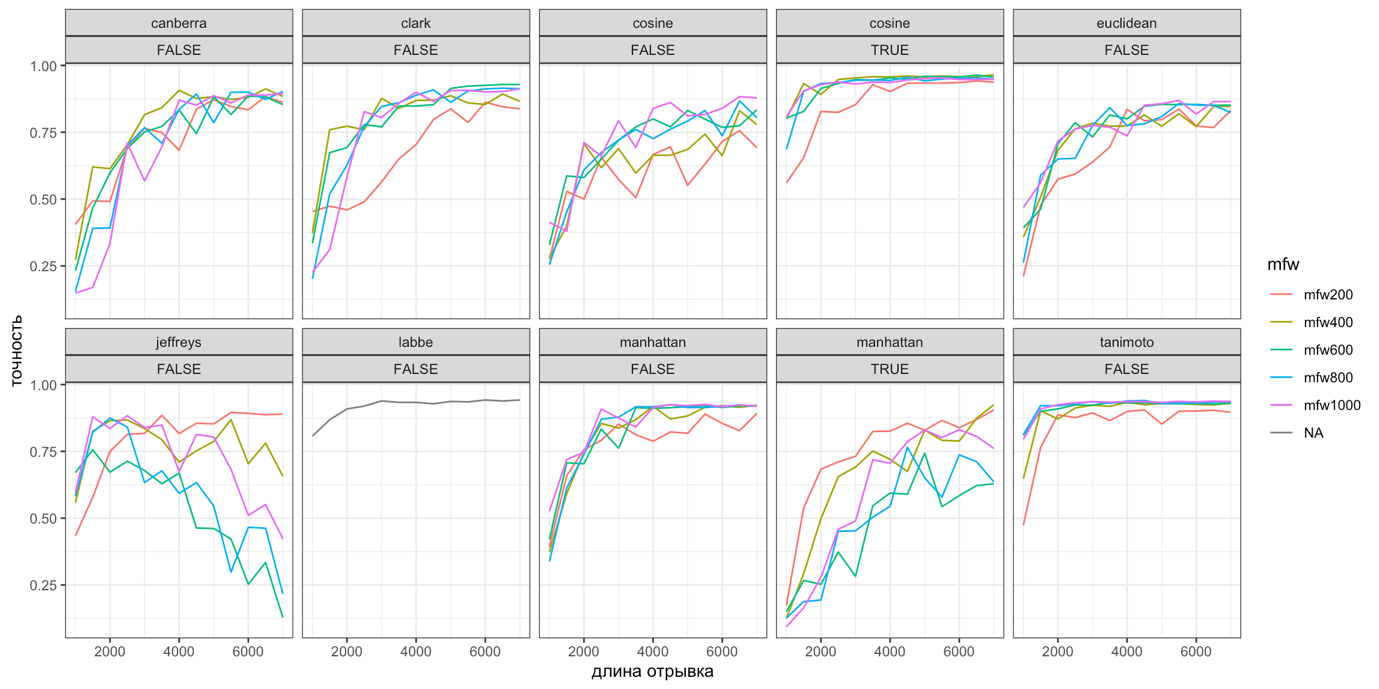 canberra clark cosine cosine euclidean
FALSE FALSE FALSE TRUE FALSE
1.00
0.75
0.50
0.25
jeffreys labbe manhattan manhattan tanimoto
FALSE FALSE FALSE TRUE FALSE
1.00
0.75
0.50
0.25
2000 4000 6000 2000 4000 6000 2000 4000 6000 2000 4000 6000 2000 4000 6000
длина отрывка
точность
mfw
mfw200
mfw400
mfw600
mfw800
mfw1000
NA